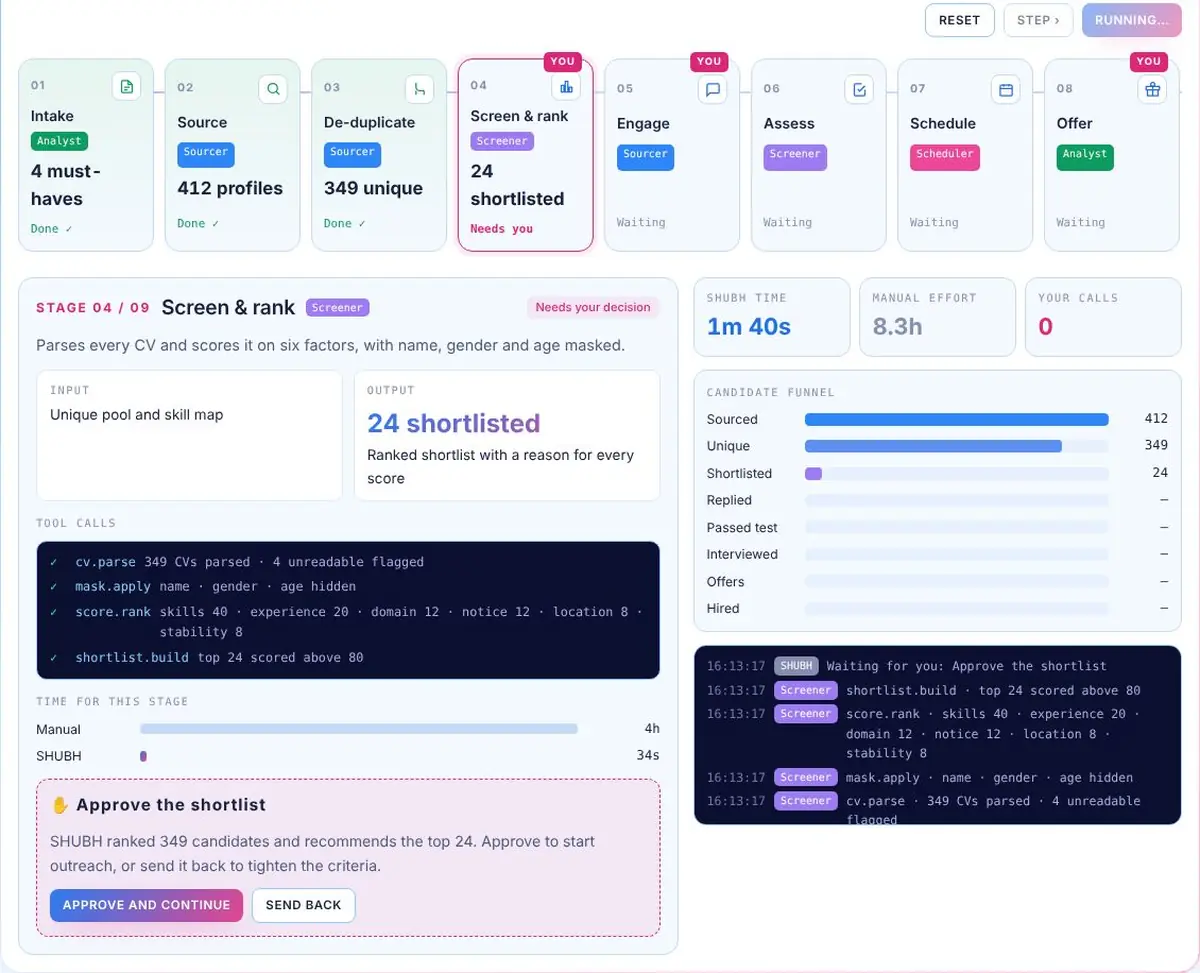 RESET
STEP ›
RUNNING...
01
Intake
Analyst
4 must-
haves
Done ✓
02
Source
Sourcer
412 profiles
Done ✓
03
De-duplicate
Sourcer
349 unique
Done ✓
YOU
04
Screen & rank
Screener
24
shortlisted
Needs you
YOU
05
Engage
Sourcer
Waiting
06
Assess
Screener
Waiting
07
Schedule
Scheduler
Waiting
YOU
08
Offer
Analyst
Waiting
STAGE 04 / 09 Screen & rank Screener
Needs your decision
Parses every CV and scores it on six factors, with name, gender and age masked.
INPUT
Unique pool and skill map
OUTPUT
24 shortlisted
Ranked shortlist with a reason for every
score
TOOL CALLS
✓ cv.parse 349 CVs parsed · 4 unreadable flagged
✓ mask.apply name · gender · age hidden
✓ score.rank skills 40 · experience 20 · domain 12 · notice 12 · location 8 ·
stability 8
✓ shortlist.build top 24 scored above 80
TIME FOR THIS STAGE
Manual 4h
SHUBH 34s
✋ Approve the shortlist
SHUBH ranked 349 candidates and recommends the top 24. Approve to start
outreach, or send it back to tighten the criteria.
APPROVE AND CONTINUE
SEND BACK
SHUBH TIME
1m 40s
MANUAL EFFORT
8.3h
YOUR CALLS
0
CANDIDATE FUNNEL
Sourced 412
Unique 349
Shortlisted 24
Replied –
Passed test –
Interviewed –
Offers –
Hired –
16:13:17 SHUBH Waiting for you: Approve the shortlist
16:13:17 Screener shortlist.build · top 24 scored above 80
16:13:17 Screener score.rank · skills 40 · experience 20 ·
domain 12 · notice 12 · location 8 ·
stability 8
16:13:17 Screener mask.apply · name · gender · age hidden
16:13:17 Screener cv.parse · 349 CVs parsed · 4 unreadable
flagged